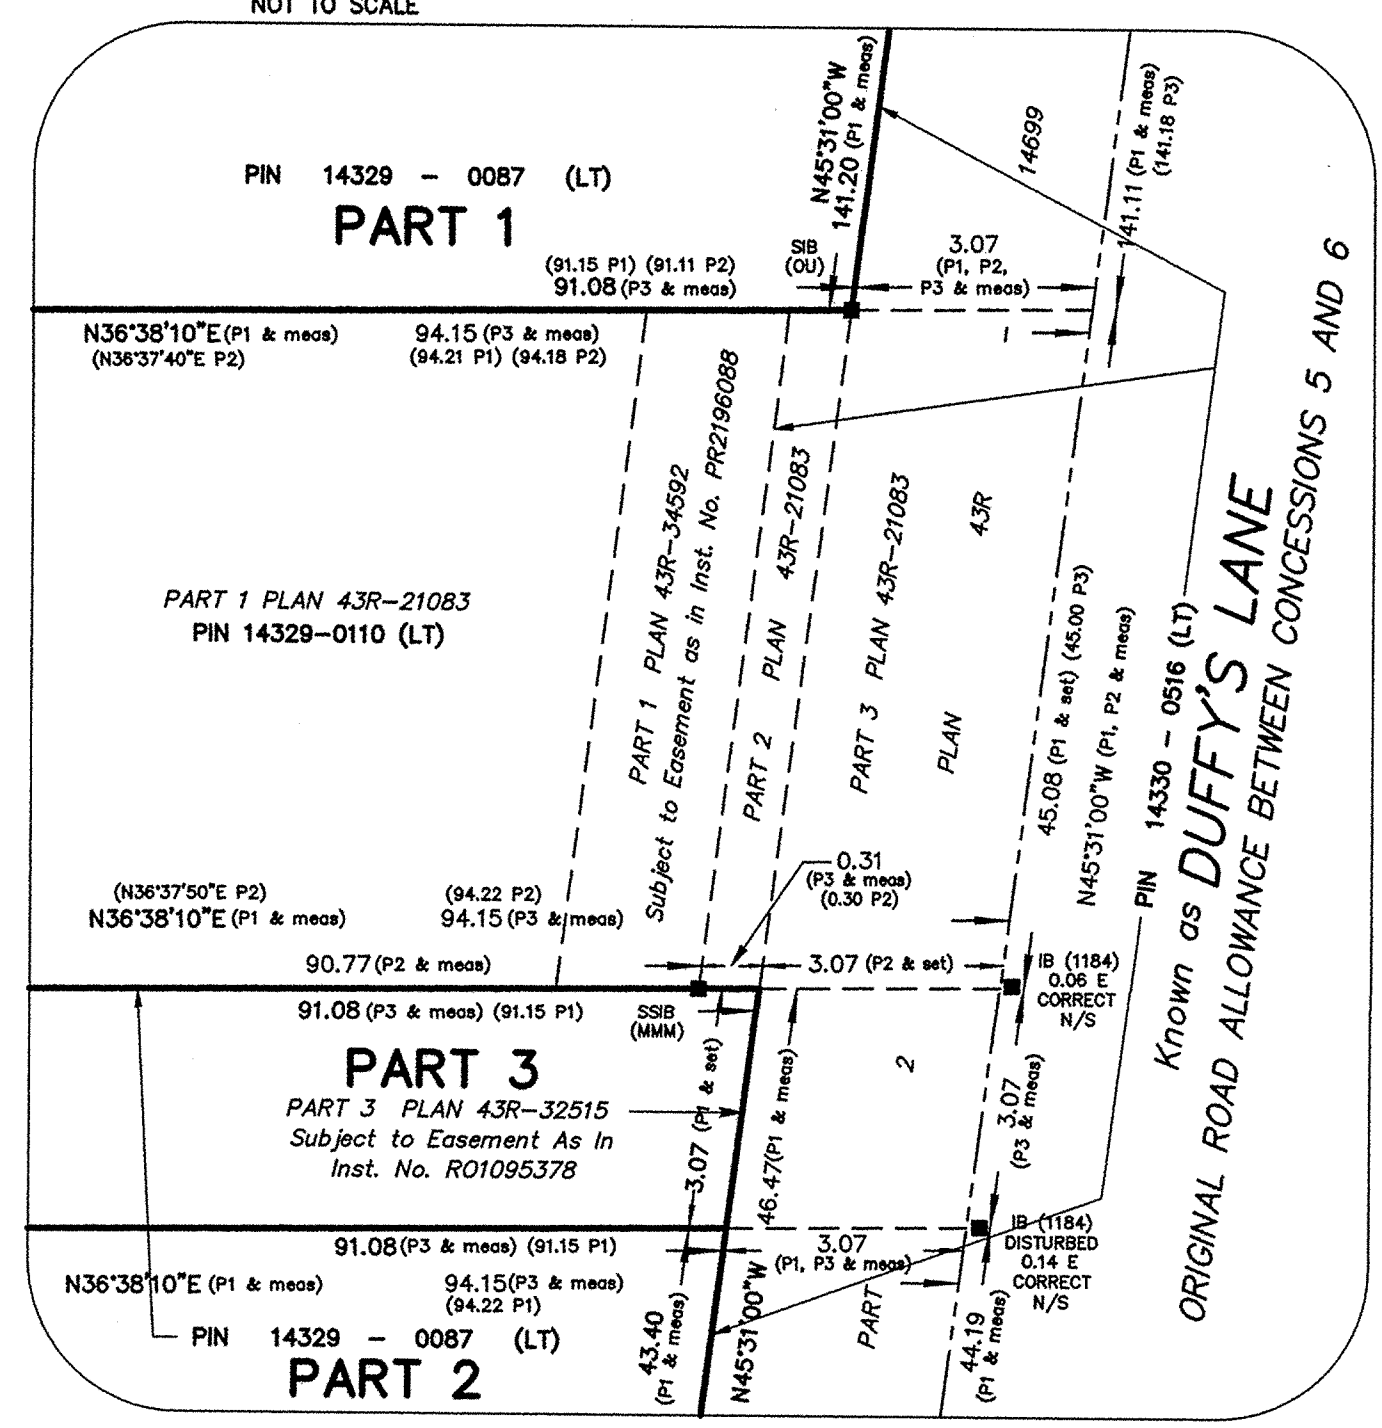 NOT TO SCALE
N45°31'00"W
141.20 (P1 & meas)
14699
141.11 (P1 & meas)
(141.18 P3)
PIN 14329 - 0087 (LT)
PART 1
(91.15 P1) (91.11 P2)
91.08 (P3 & meas)
SIB
(OU)
3.07
(P1, P2,
P3 & meas)
N36°38'10"E (P1 & meas)
(N36°37'40"E P2)
94.15 (P3 & meas)
(94.21 P1) (94.18 P2)
PART 1 PLAN 43R-34592
Subject to Easement as in Inst. No. PR2196088
PART 2 PLAN 43R-21083
PART 3 PLAN 43R-21083
PLAN 43R
PART 1 PLAN 43R-21083
PIN 14329-0110 (LT)
45.08 (P1 & set) (45.00 P3)
N45°31'00"W (P1, P2 & meas)
PIN 14330 - 0516 (LT)
Known as DUFFY'S LANE
ORIGINAL ROAD ALLOWANCE BETWEEN CONCESSIONS 5 AND 6
(N36°37'50"E P2)
N36°38'10"E (P1 & meas)
(94.22 P2)
94.15 (P3 & meas)
0.31
(P3 & meas)
(0.30 P2)
90.77 (P2 & meas)
3.07 (P2 & set)
IB (1184)
0.06 E
CORRECT
N/S
91.08 (P3 & meas) (91.15 P1)
SSIB
(MMM)
PART 3
PART 3 PLAN 43R-32515
Subject to Easement As In
Inst. No. RO1095378
3.07 (P1 & set)
46.47 (P1 & meas)
2
3.07
(P3 & meas)
91.08 (P3 & meas) (91.15 P1)
3.07
(P1, P3 & meas)
IB (1184)
DISTURBED
0.14 E
CORRECT
N/S
N36°38'10"E (P1 & meas)
94.15 (P3 & meas)
(94.22 P1)
PIN 14329 - 0087 (LT)
PART 2
43.40
(P1 & meas)
N45°31'00"W
PART
44.19
(P1 & meas)